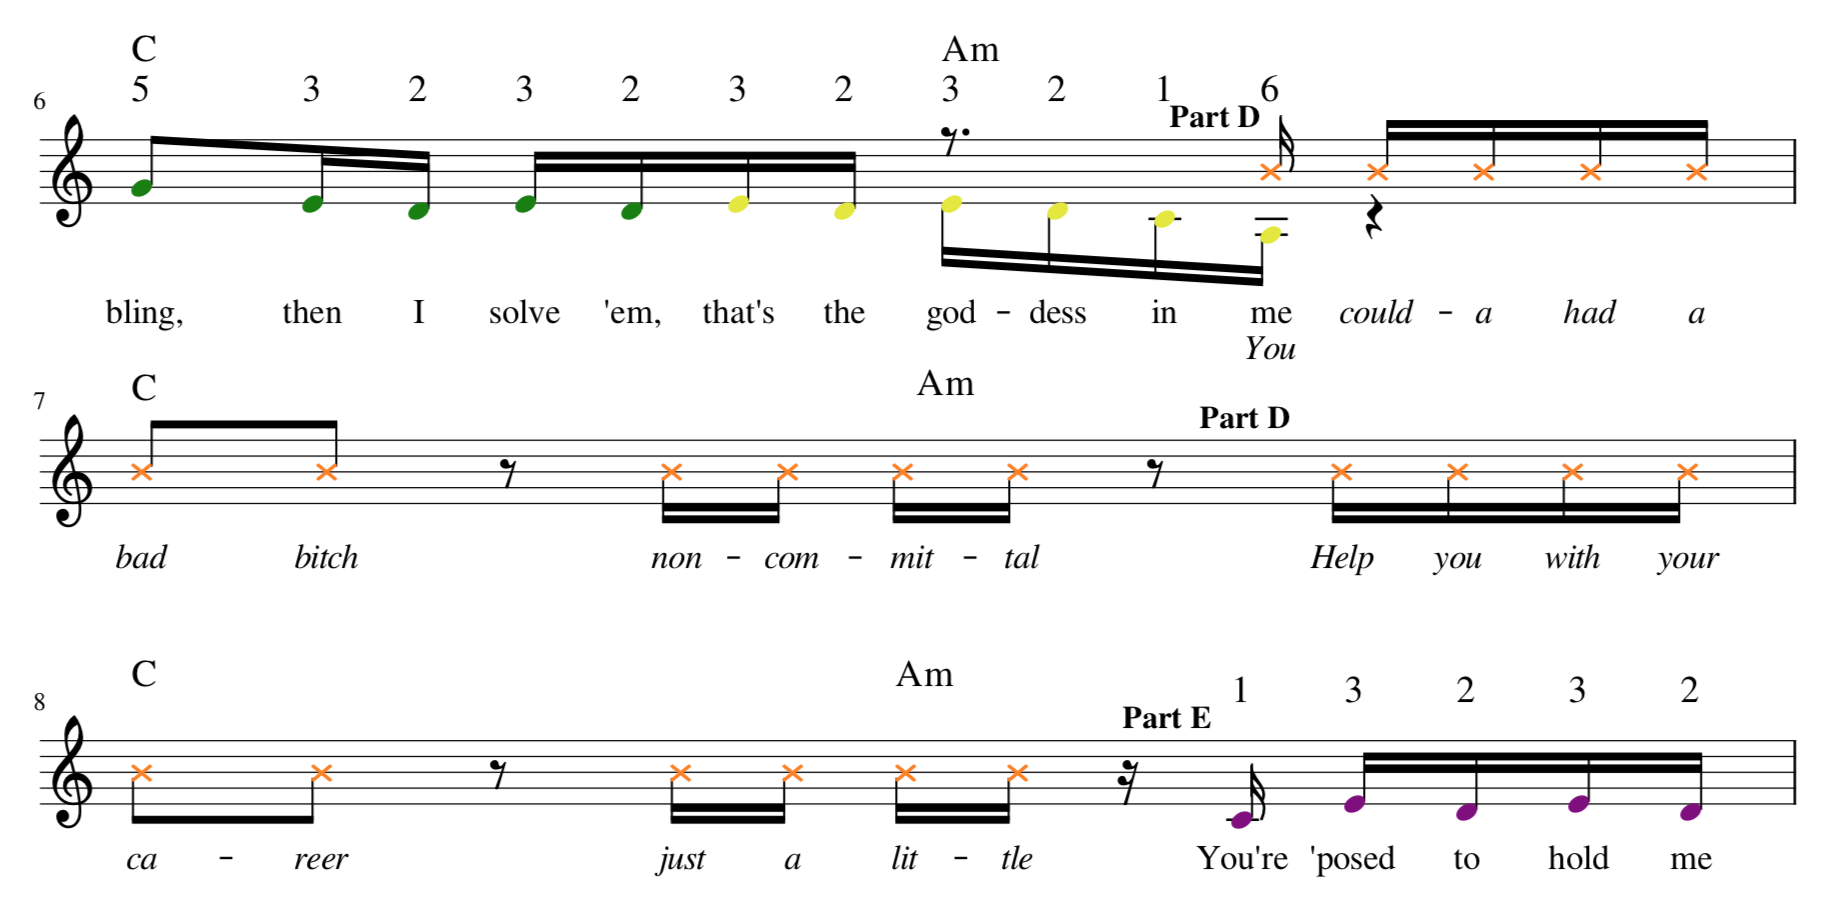 C Am
5 3 2 3 2 3 2 3 2 1 6
6
Part D
bling, then I solve 'em, that's the god - dess in me could - a had a
You
C Am
7
Part D
bad bitch non - com - mit - tal Help you with your
C Am
1 3 2 3 2
8
Part E
ca - reer just a lit - tle You're 'posed to hold me